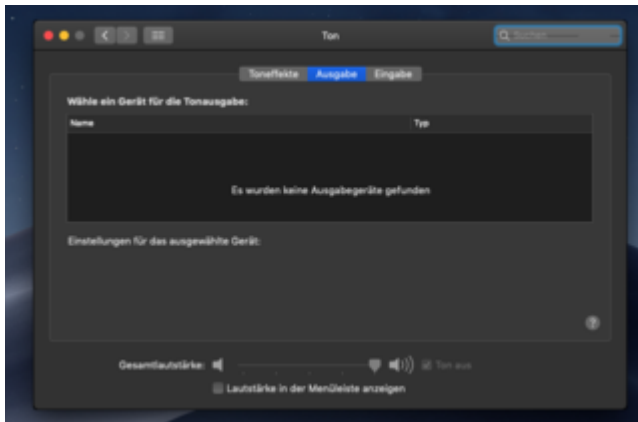 Ton
Toneffekte Ausgabe Eingabe
Wähle ein Gerät für die Tonausgabe:
Name Typ
Es wurden keine Ausgabegeräte gefunden
Einstellungen für das ausgewählte Gerät:
?
Gesamtlautstärke: Ton aus
Lautstärke in der Menüleiste anzeigen